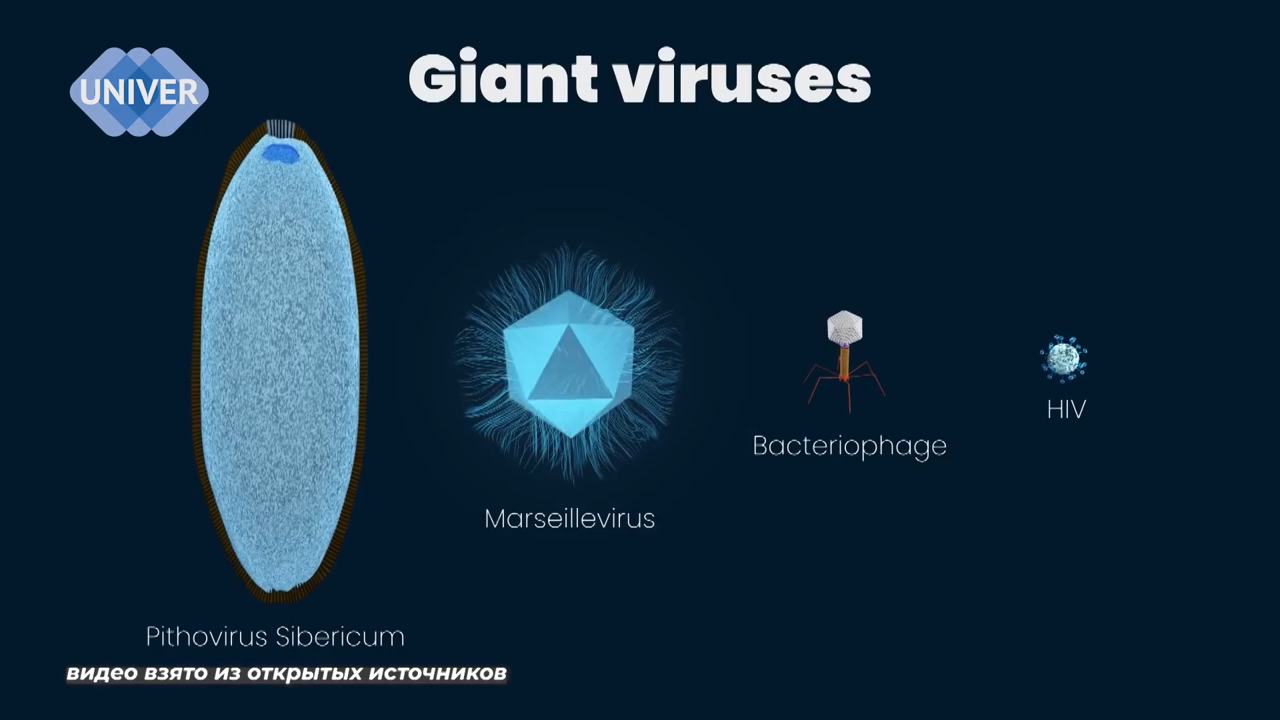 UNIVER
Giant viruses
HIV
Bacteriophage
Marseillevirus
Pithovirus Sibericum
видео взято из открытых источников